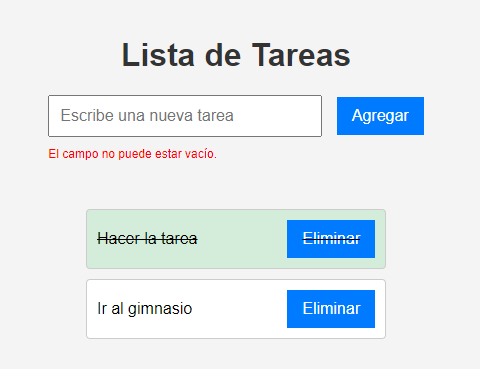 Lista de Tareas
Escribe una nueva tarea Agregar
El campo no puede estar vacío.
Hacer la tarea Eliminar
Ir al gimnasio Eliminar